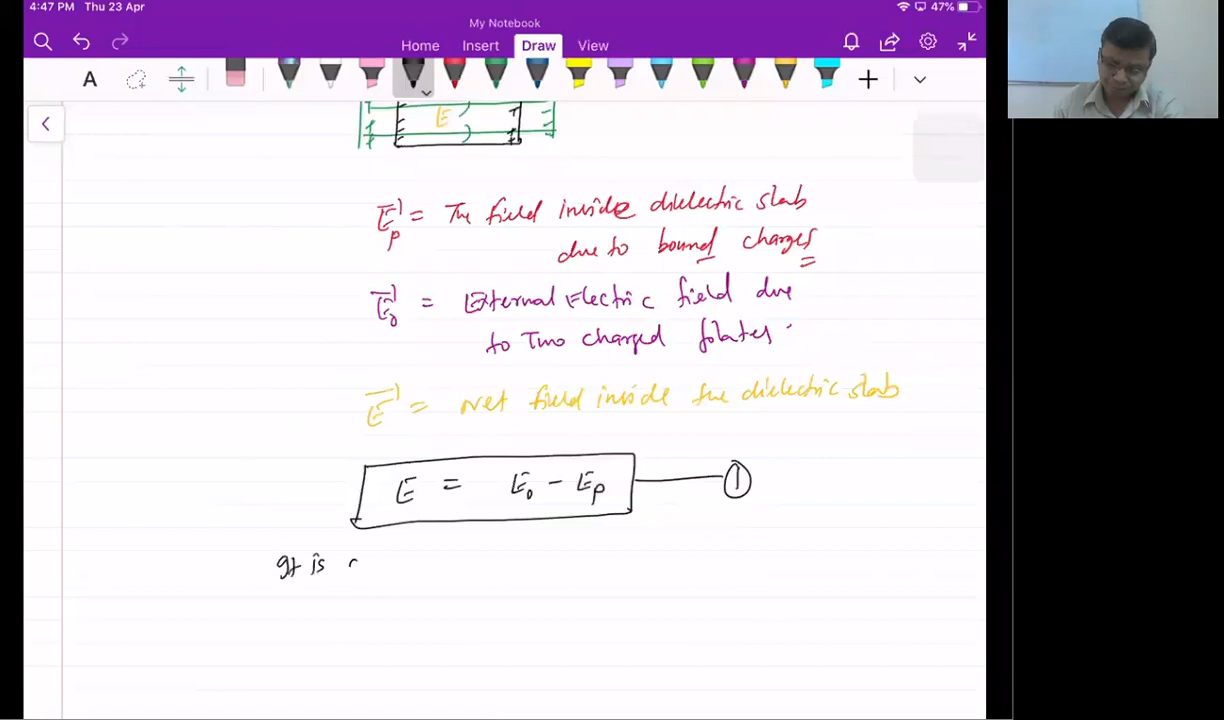 4:47 PM Thu 23 Apr
47%
My Notebook
Home Insert Draw View
A
E
E⃗p = The field inside dielectric slab
due to bound charges
E⃗o = External Electric field due
to Two charged plates
E⃗ = net field inside the dielectric slab
E = Eo - Ep ①
It is